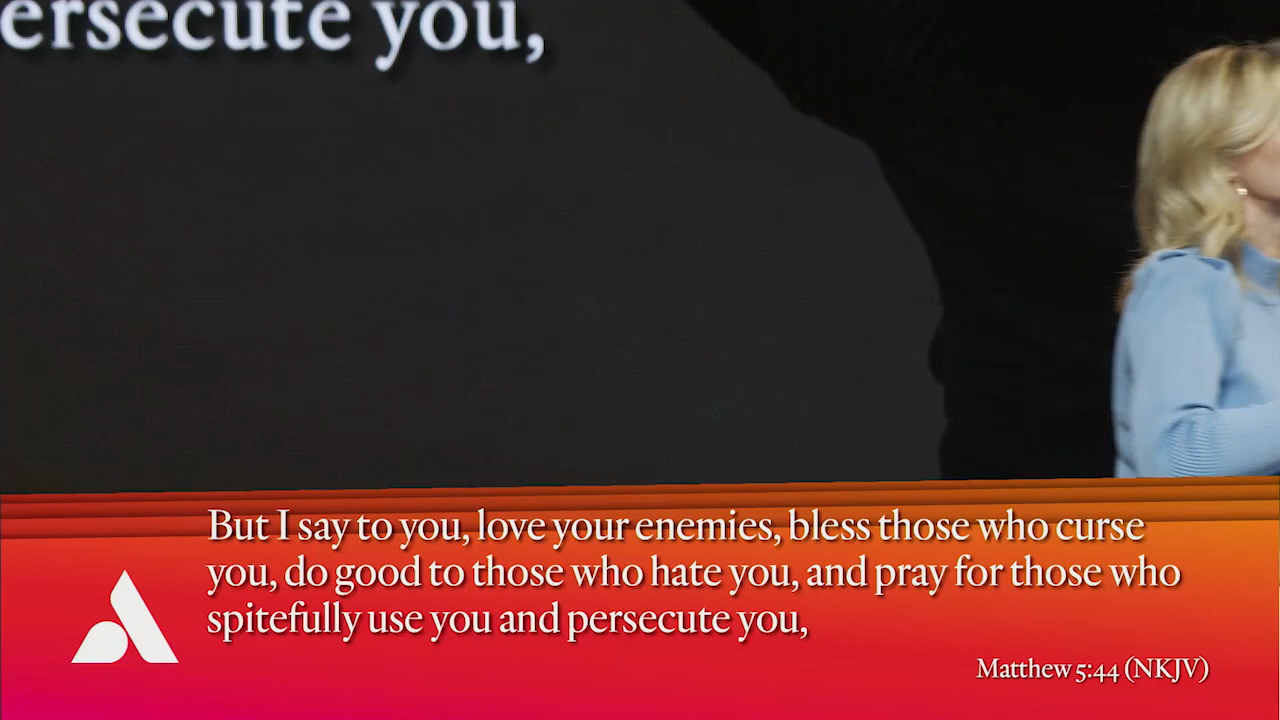 ersecute you,
But I say to you, love your enemies, bless those who curse
you, do good to those who hate you, and pray for those who
spitefully use you and persecute you,
Matthew 5:44 (NKJV)